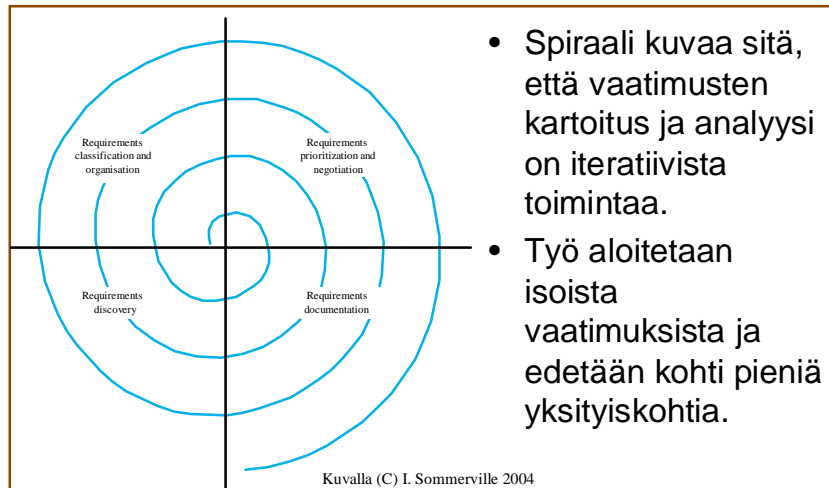 Requirements
classification and
organisation
Requirements
prioritization and
negotiation
Requirements
discovery
Requirements
documentation
• Spiraali kuvaa sitä,
että vaatimusten
kartoitus ja analyysi
on iteratiivista
toimintaa.
• Työ aloitetaan
isoista
vaatimuksista ja
edetään kohti pieniä
yksityiskohtia.
Kuvalla (C) I. Sommerville 2004